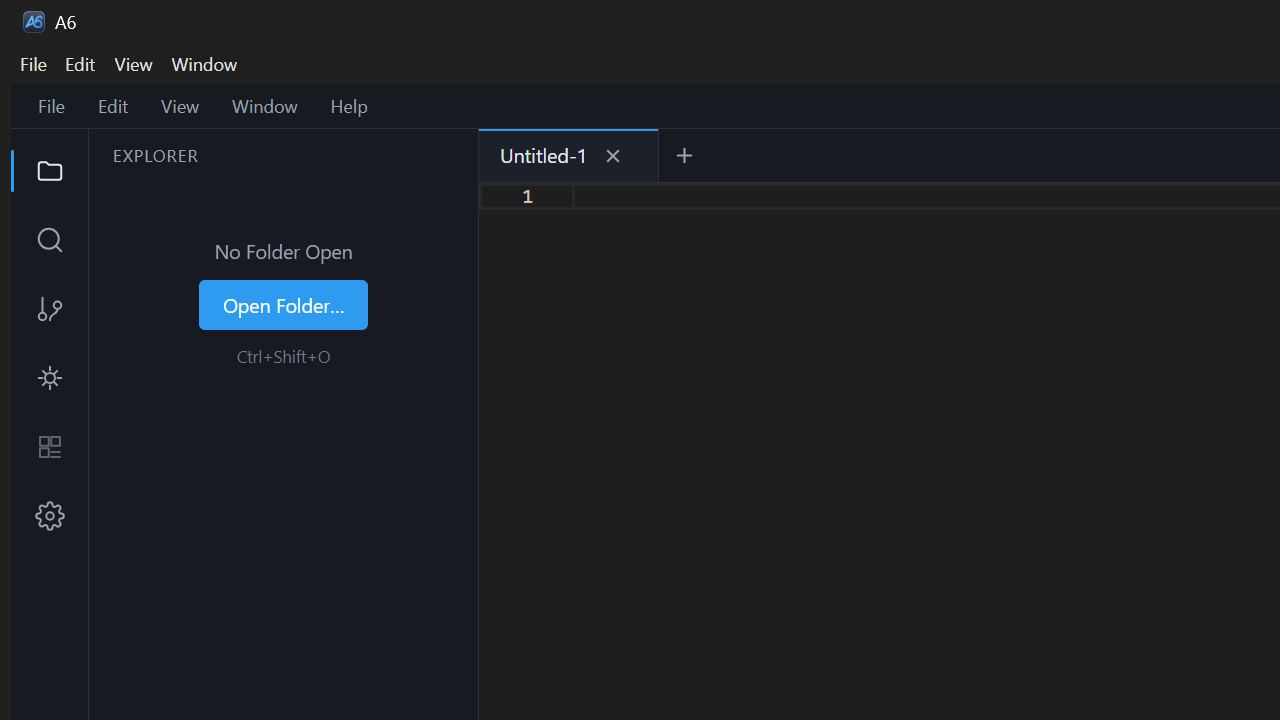 A6 A6
File Edit View Window
File Edit View Window Help
EXPLORER
Untitled-1
1
No Folder Open
Open Folder...
Ctrl+Shift+O